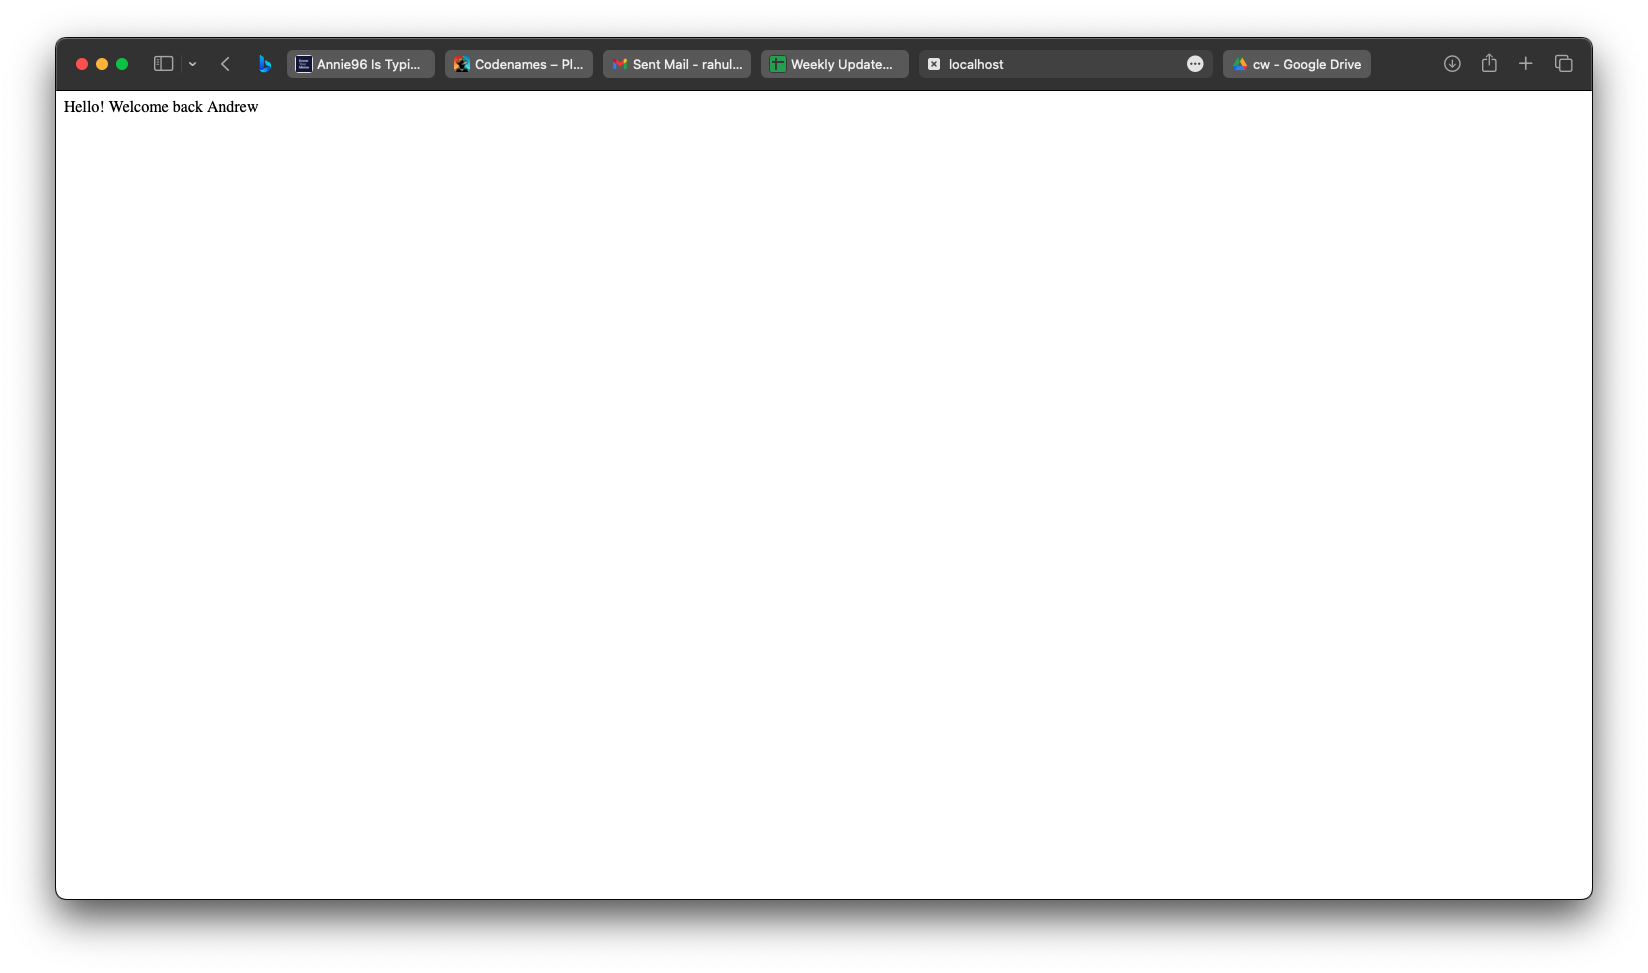 Annie96 Is Typi...
Codenames – Pl...
Sent Mail - rahul...
Weekly Update...
localhost
cw - Google Drive
Hello! Welcome back Andrew